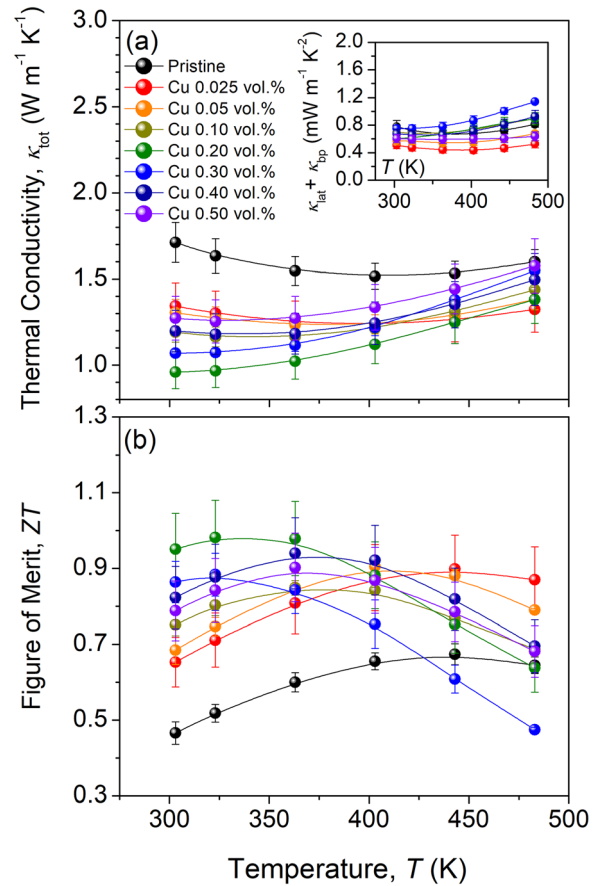 (a)
Thermal Conductivity, κtot (W m⁻¹ K⁻¹)
3.0
2.5
2.0
1.5
1.0
Pristine
Cu 0.025 vol.%
Cu 0.05 vol.%
Cu 0.10 vol.%
Cu 0.20 vol.%
Cu 0.30 vol.%
Cu 0.40 vol.%
Cu 0.50 vol.%
κlat+ κbp (mW m⁻¹ K⁻²)
2.0
1.6
1.2
0.8
0.4
0.0
T (K)
300 350 400 450 500
(b)
Figure of Merit, ZT
1.3
1.1
0.9
0.7
0.5
0.3
300 350 400 450 500
Temperature, T (K)